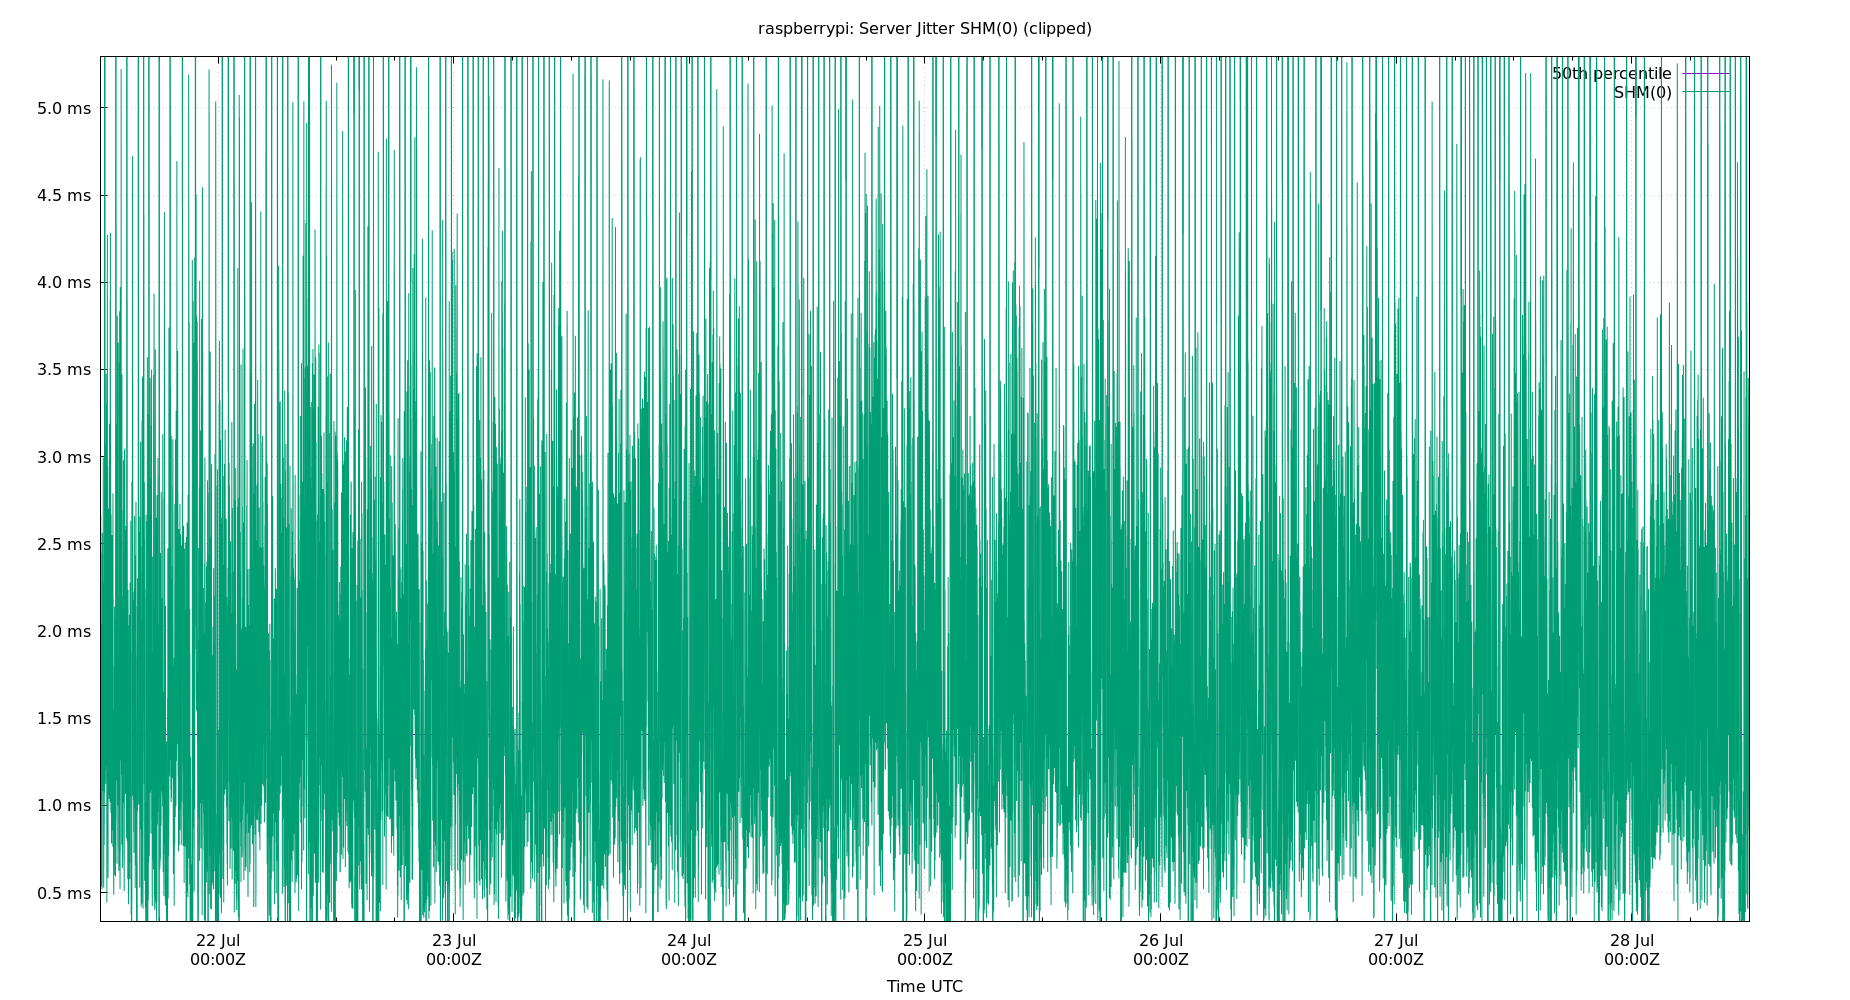 raspberrypi: Server Jitter SHM(0) (clipped)
50th percentile
SHM(0)
5.0 ms
4.5 ms
4.0 ms
3.5 ms
3.0 ms
2.5 ms
2.0 ms
1.5 ms
1.0 ms
0.5 ms
22 Jul 23 Jul 24 Jul 25 Jul 26 Jul 27 Jul 28 Jul
00:00Z 00:00Z 00:00Z 00:00Z 00:00Z 00:00Z 00:00Z
Time UTC